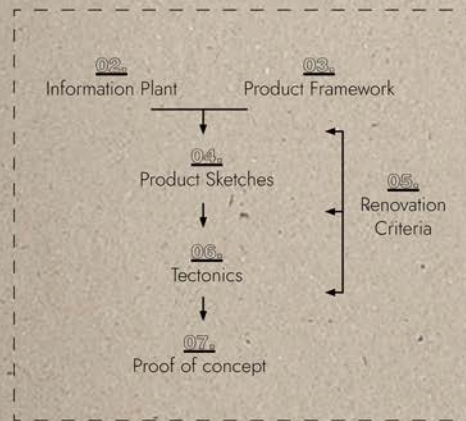 02.
Information Plant
03.
Product Framework
04.
Product Sketches
05.
Renovation
Criteria
06.
Tectonics
07.
Proof of concept